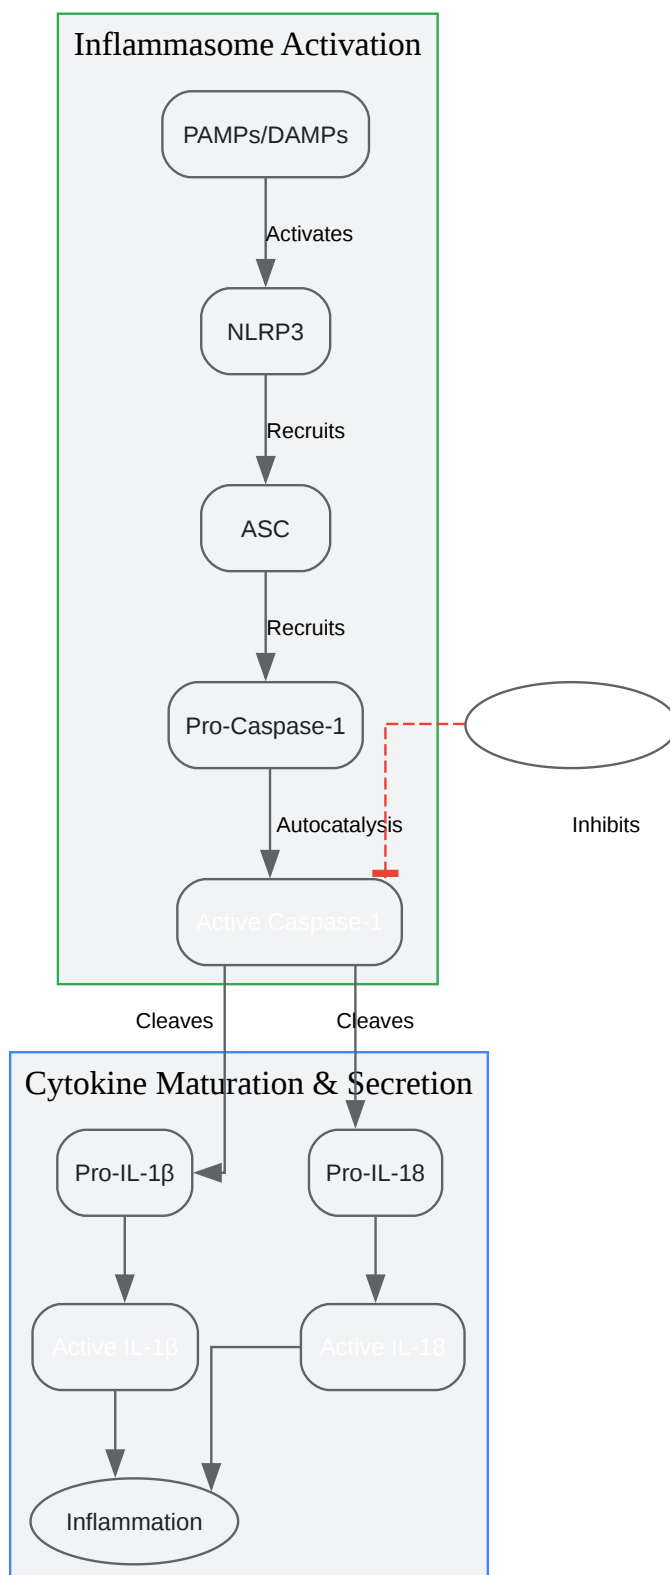 Inflammasome Activation
PAMPs/DAMPs
Activates
NLRP3
Recruits
ASC
Recruits
Pro-Caspase-1
Autocatalysis
Inhibits
Active Caspase-1
Cleaves
Cleaves
Cytokine Maturation & Secretion
Pro-IL-1β
Pro-IL-18
Active IL-1β
Active IL-18
Inflammation